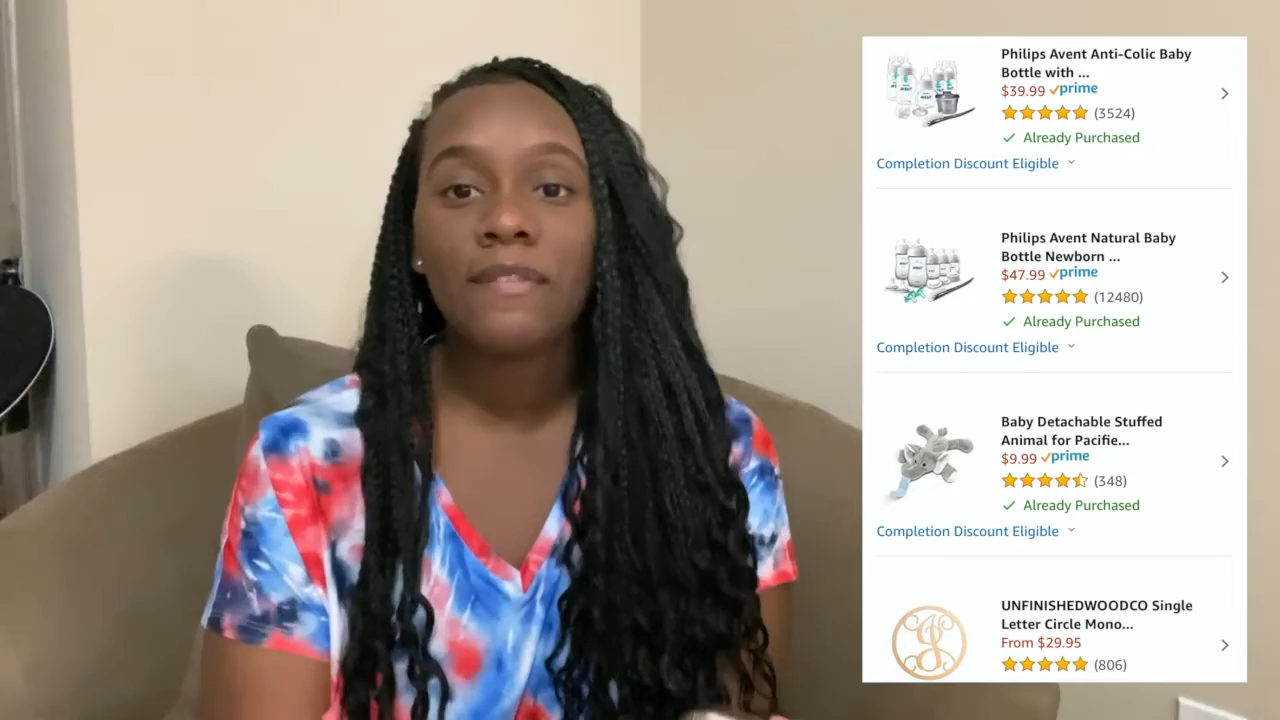 Philips Avent Anti-Colic Baby
Bottle with ...
$39.99 prime
(3524)
Already Purchased
Completion Discount Eligible
Philips Avent Natural Baby
Bottle Newborn ...
$47.99 prime
(12480)
Already Purchased
Completion Discount Eligible
Baby Detachable Stuffed
Animal for Pacifie...
$9.99 prime
(348)
Already Purchased
Completion Discount Eligible
UNFINISHEDWOODCO Single
Letter Circle Mono...
From $29.95
(806)